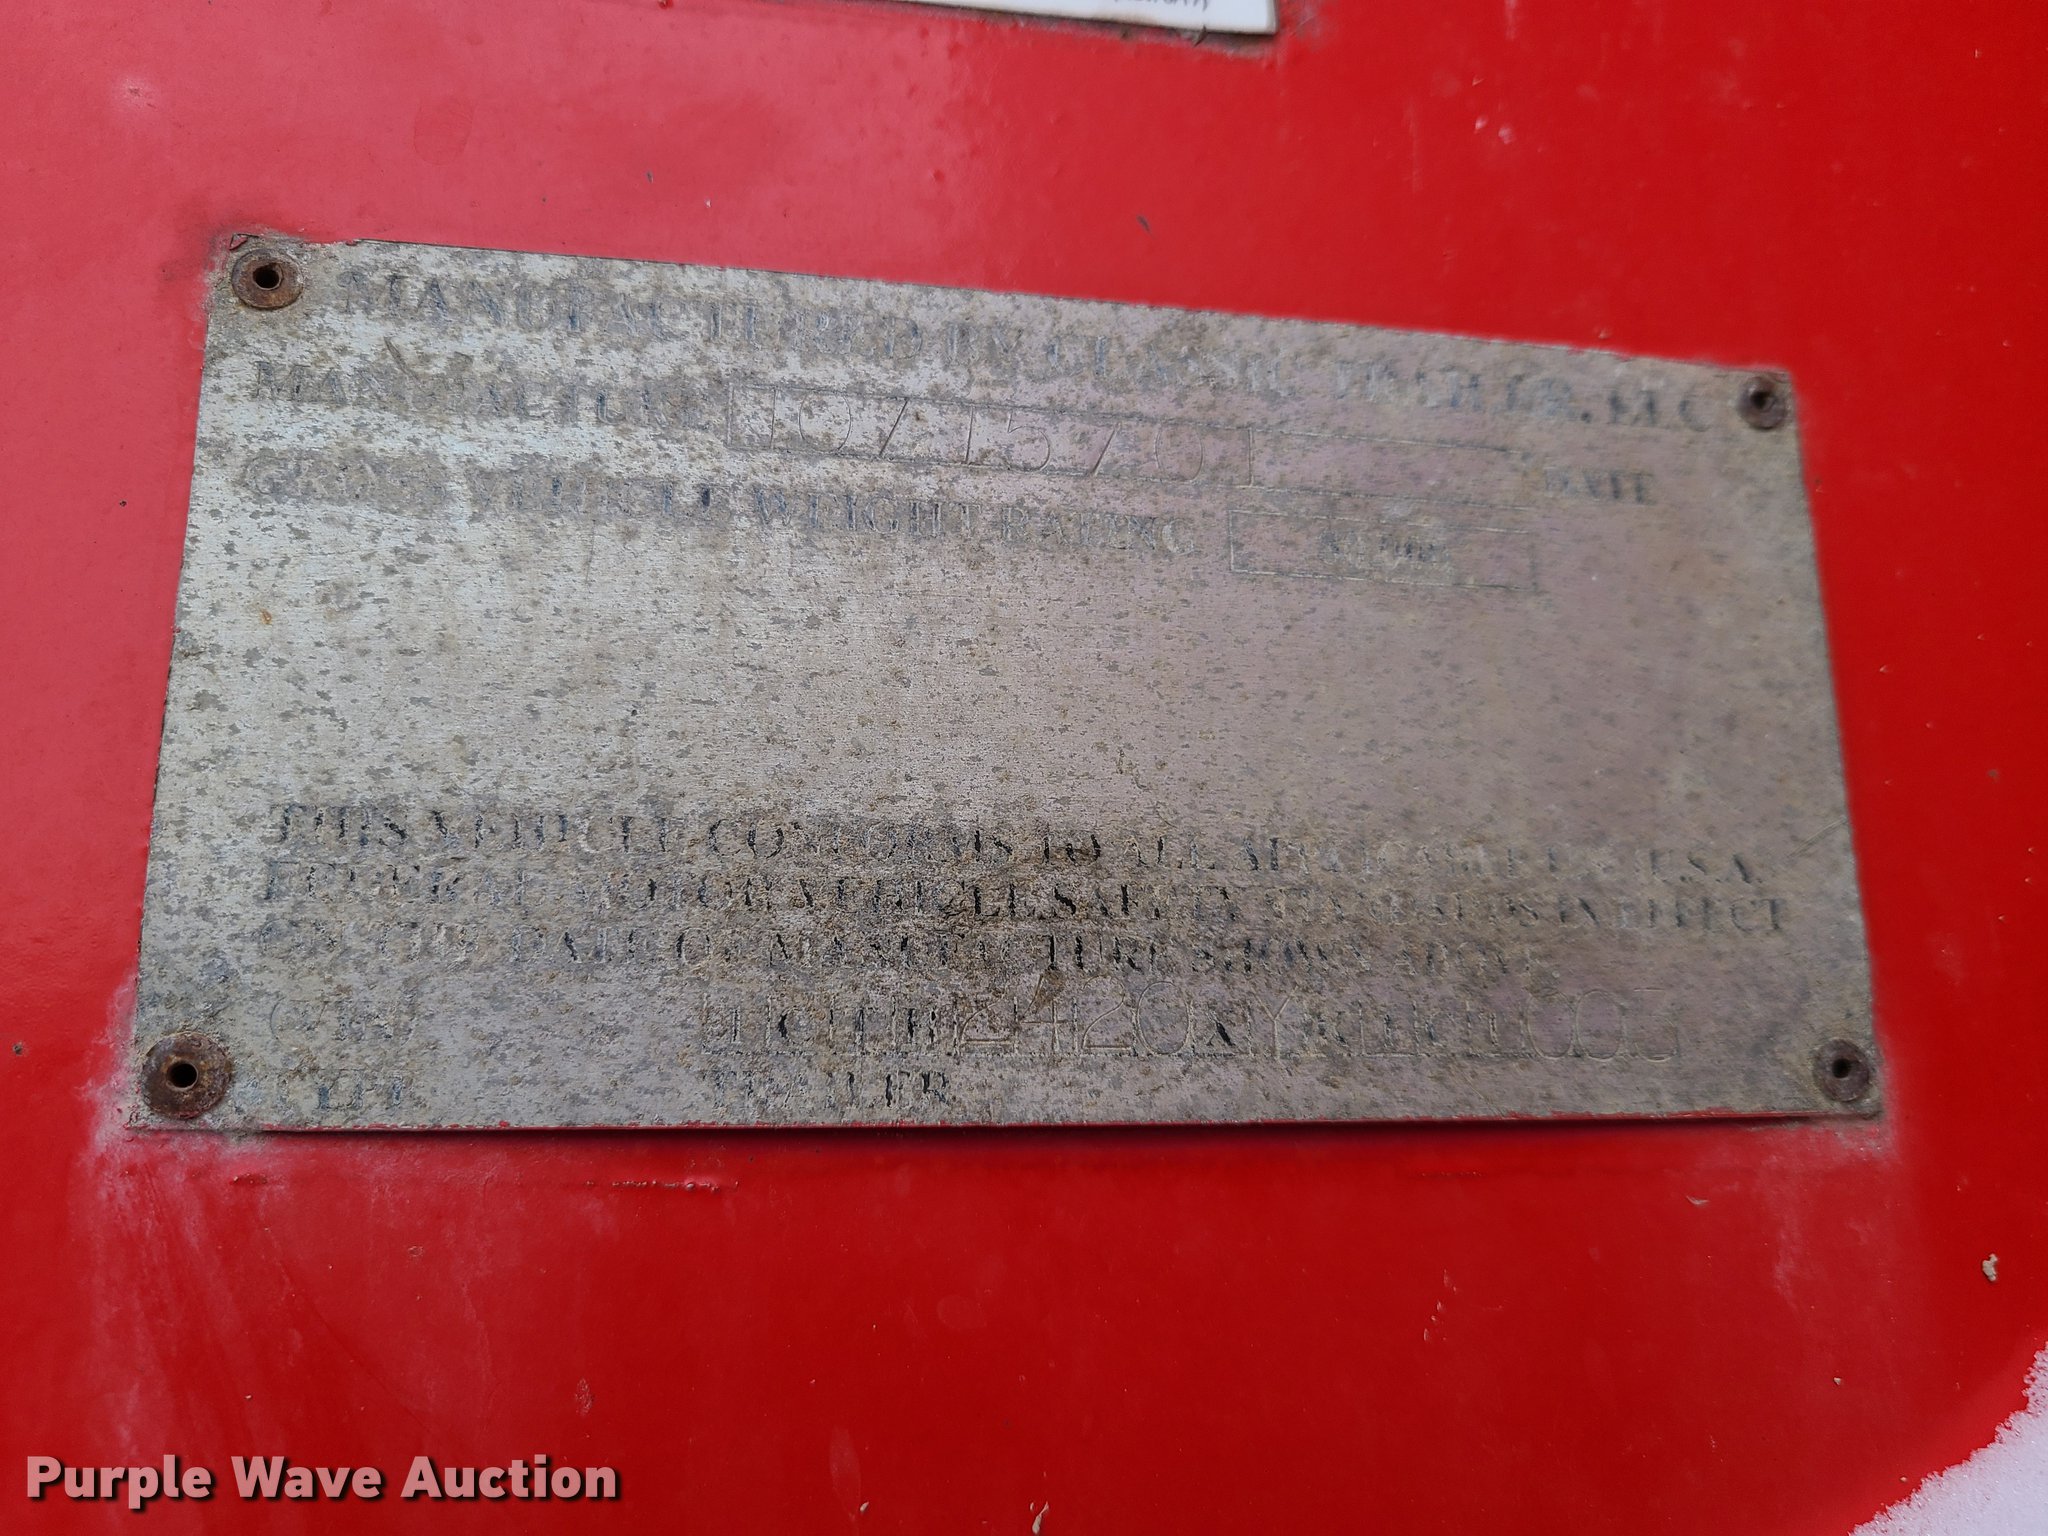 MANUFACTURED BY CLASSIC TRAILER, LLC
MANUFACTURE 10/15/01 DATE
GROSS VEHICLE WEIGHT RATING
THIS VEHICLE CONFORMS TO ALL APPLICABLE U.S.A.
FEDERAL MOTOR VEHICLE SAFETY STANDARDS IN EFFECT
ON THE DATE OF MANUFACTURE SHOWN ABOVE
TYPE TRAILER
Purple Wave Auction